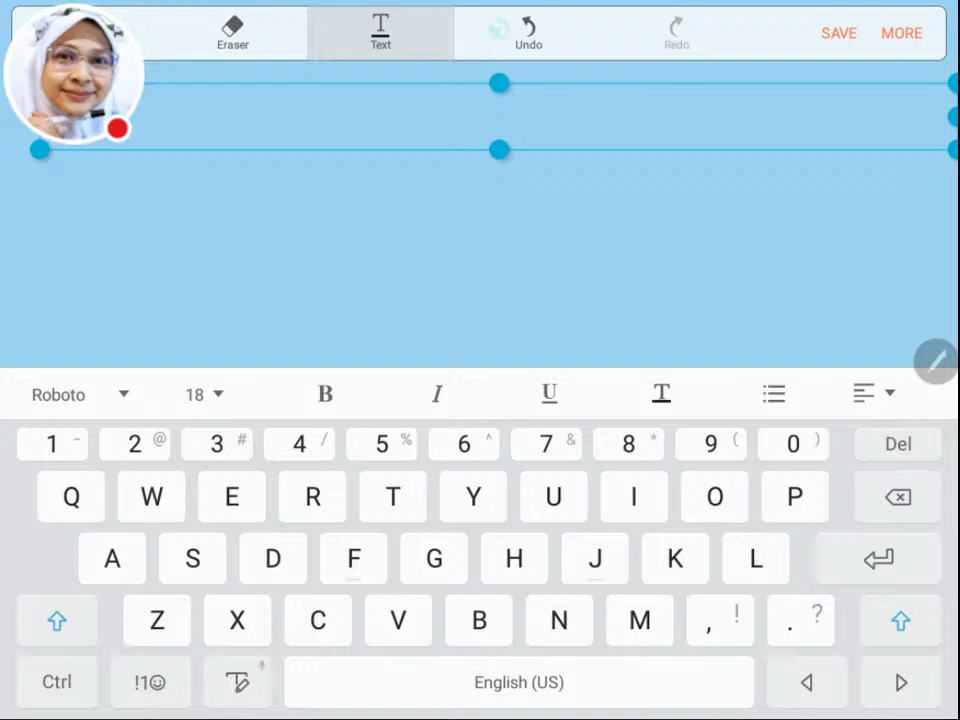 Eraser
Text
Undo
Redo
SAVE
MORE
Roboto 18 B I U T
1 - 2 @ 3 # 4 / 5 % 6 ^ 7 & 8 * 9 ( 0 ) Del
Q W E R T Y U I O P
A S D F G H J K L
Z X C V B N M , ! . ?
Ctrl !1☺ T English (US)